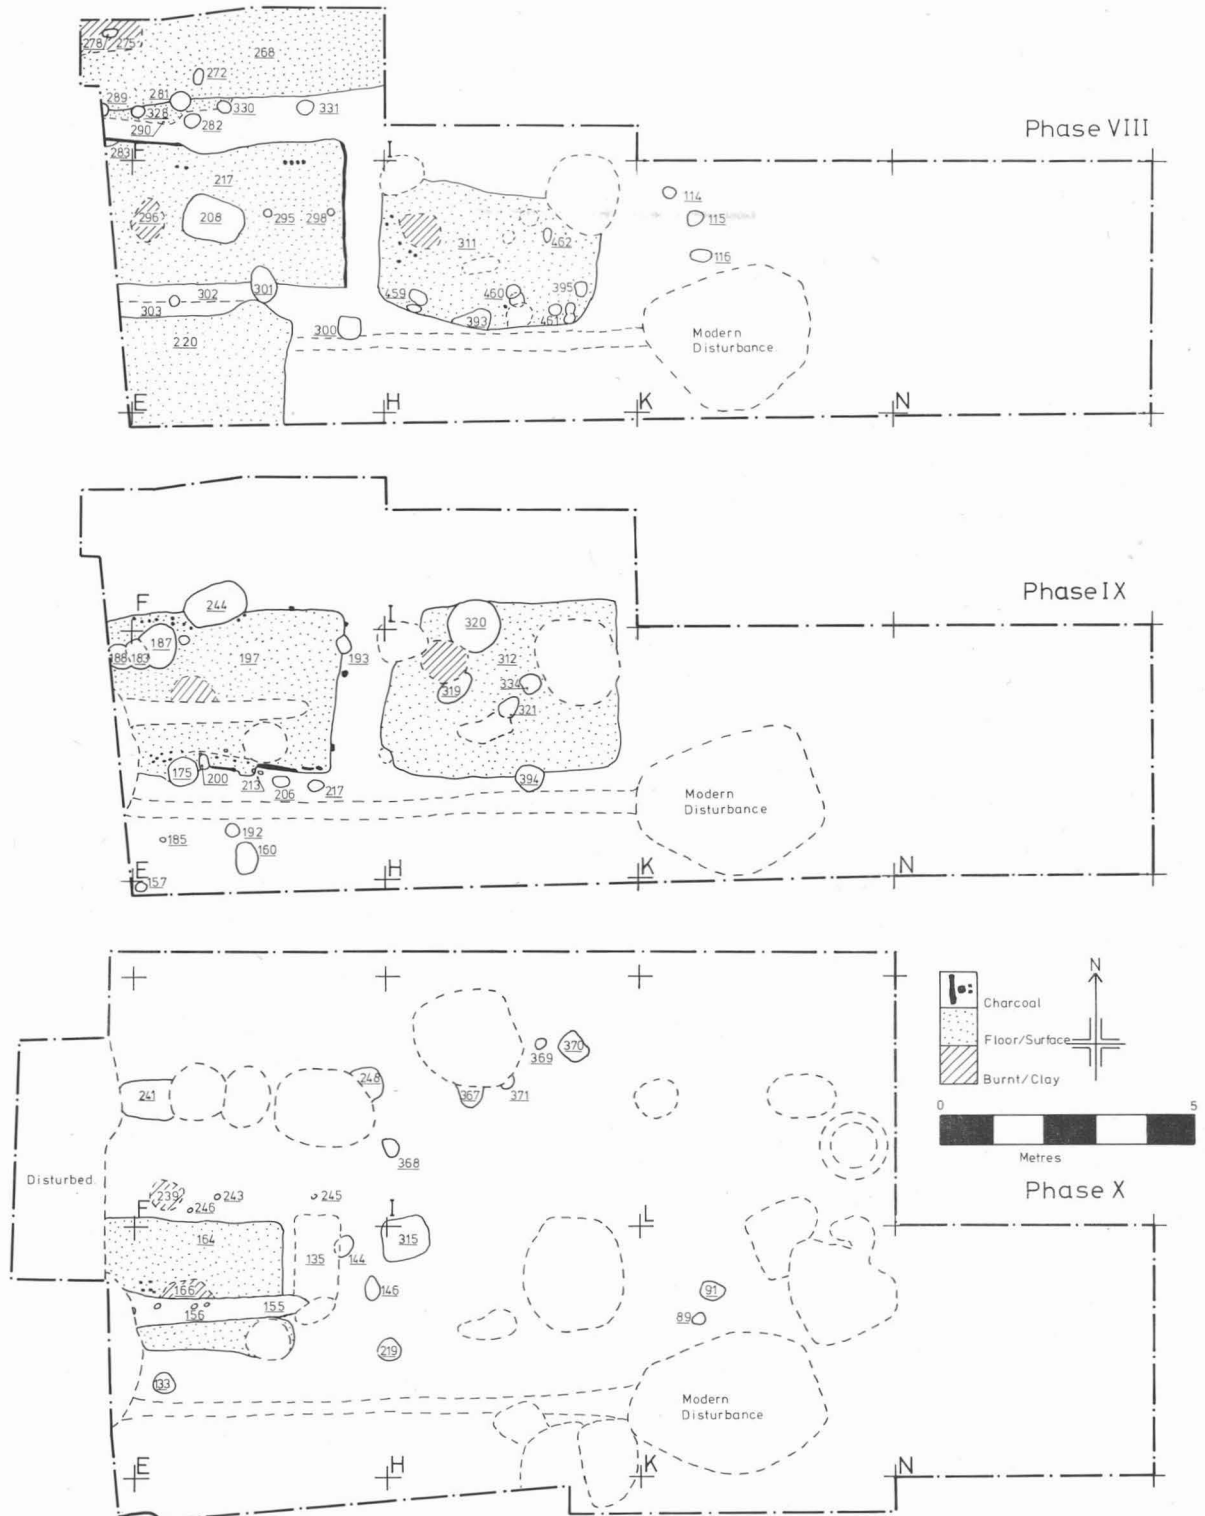 278 275
268
272
289 281
328 330 331
290 282
283 F I
Phase VIII
217
296 208 295 298
311 462
114
115
116
302 301
303
459 460 395
300 393 461
220
Modern
Disturbance
E H K N
F I
Phase IX
244 320
187
188 183 197 193 312
319 334
321
175 200 213 206 217 394
Modern
Disturbance
192
185 160
E H K N
157
N
Charcoal
Floor/Surface
Burnt/Clay
0 5
Metres
Phase X
369 370
241 248 367 371
368
Disturbed
239 243 245
246
F I L
164 135 144 315
166 146 91
156 155 89
219
133
Modern
Disturbance
E H K N